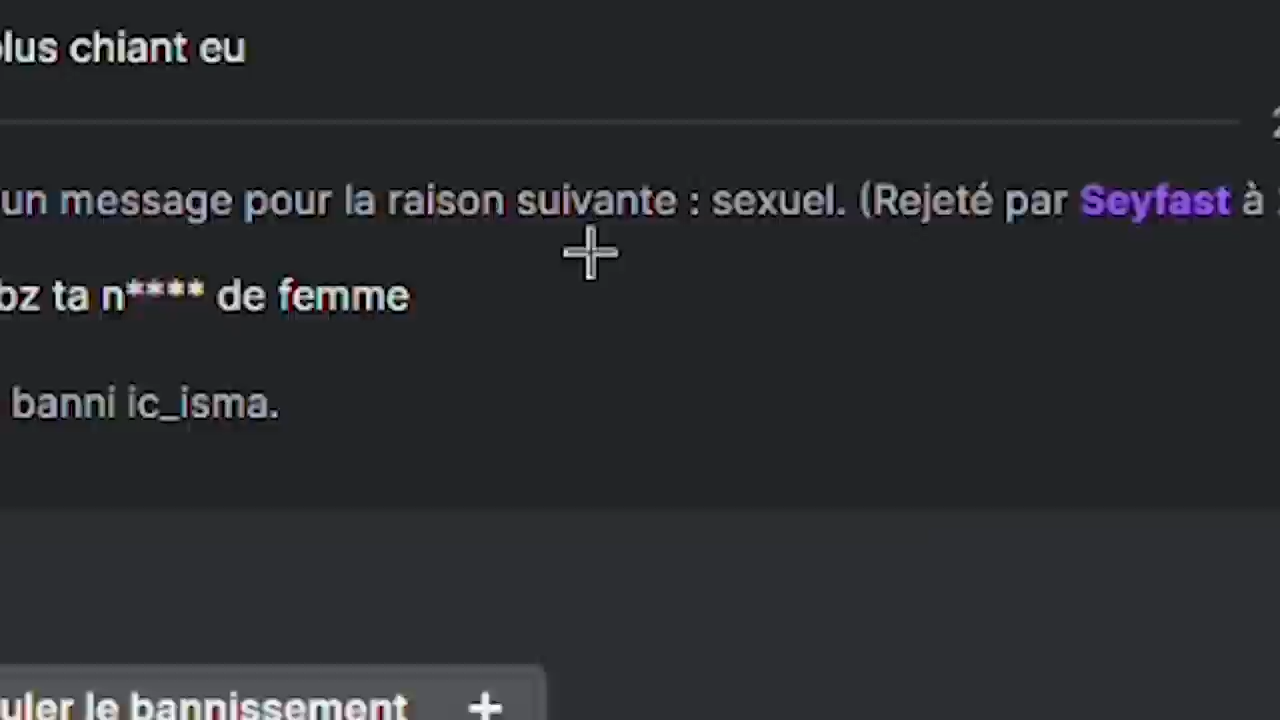 plus chiant eu
un message pour la raison suivante : sexuel. (Rejeté par Seyfast à
bz ta n**** de femme
banni ic_isma.
uler le bannissement +